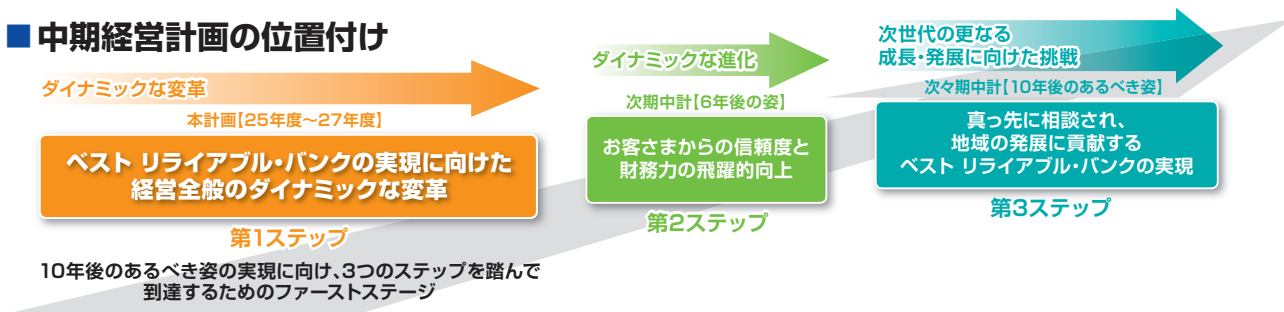 ■中期経営計画の位置付け
ダイナミックな変革
本計画【25年度～27年度】
ベスト リライアブル・バンクの実現に向けた
経営全般のダイナミックな変革
第1ステップ
10年後のあるべき姿の実現に向け、3つのステップを踏んで
到達するためのファーストステージ
ダイナミックな進化
次期中計【6年後の姿】
お客さまからの信頼度と
財務力の飛躍的向上
第2ステップ
次世代の更なる
成長・発展に向けた挑戦
次々期中計【10年後のあるべき姿】
真っ先に相談され、
地域の発展に貢献する
ベスト リライアブル・バンクの実現
第3ステップ